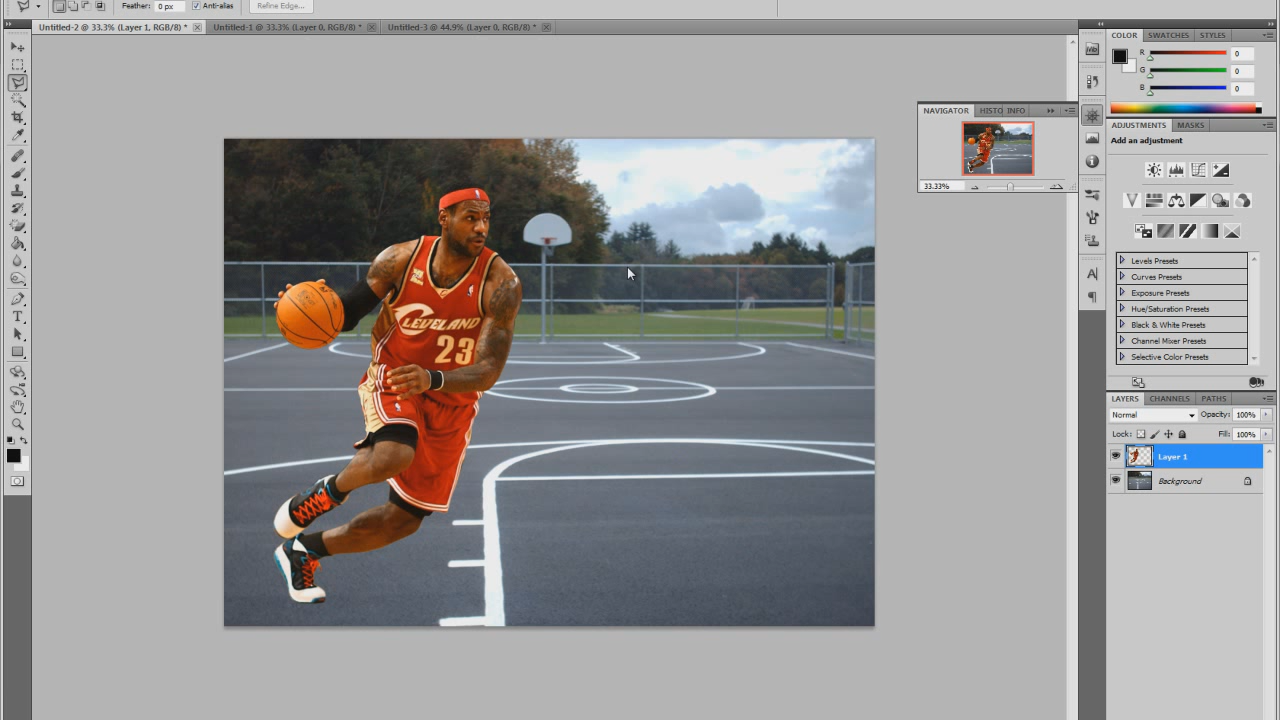 Feather: 0 px Anti-alias Refine Edge...
Untitled-2 @ 33.3% (Layer 1, RGB/8) * Untitled-1 @ 33.3% (Layer 0, RGB/8) * Untitled-3 @ 44.9% (Layer 0, RGB/8) *
COLOR SWATCHES STYLES
R 0
G 0
B 0
NAVIGATOR HISTO INFO
33.33%
ADJUSTMENTS MASKS
Add an adjustment
Levels Presets
Curves Presets
Exposure Presets
Hue/Saturation Presets
Black & White Presets
Channel Mixer Presets
Selective Color Presets
LAYERS CHANNELS PATHS
Normal Opacity: 100%
Lock: Fill: 100%
Layer 1
Background
CLEVELAND
23